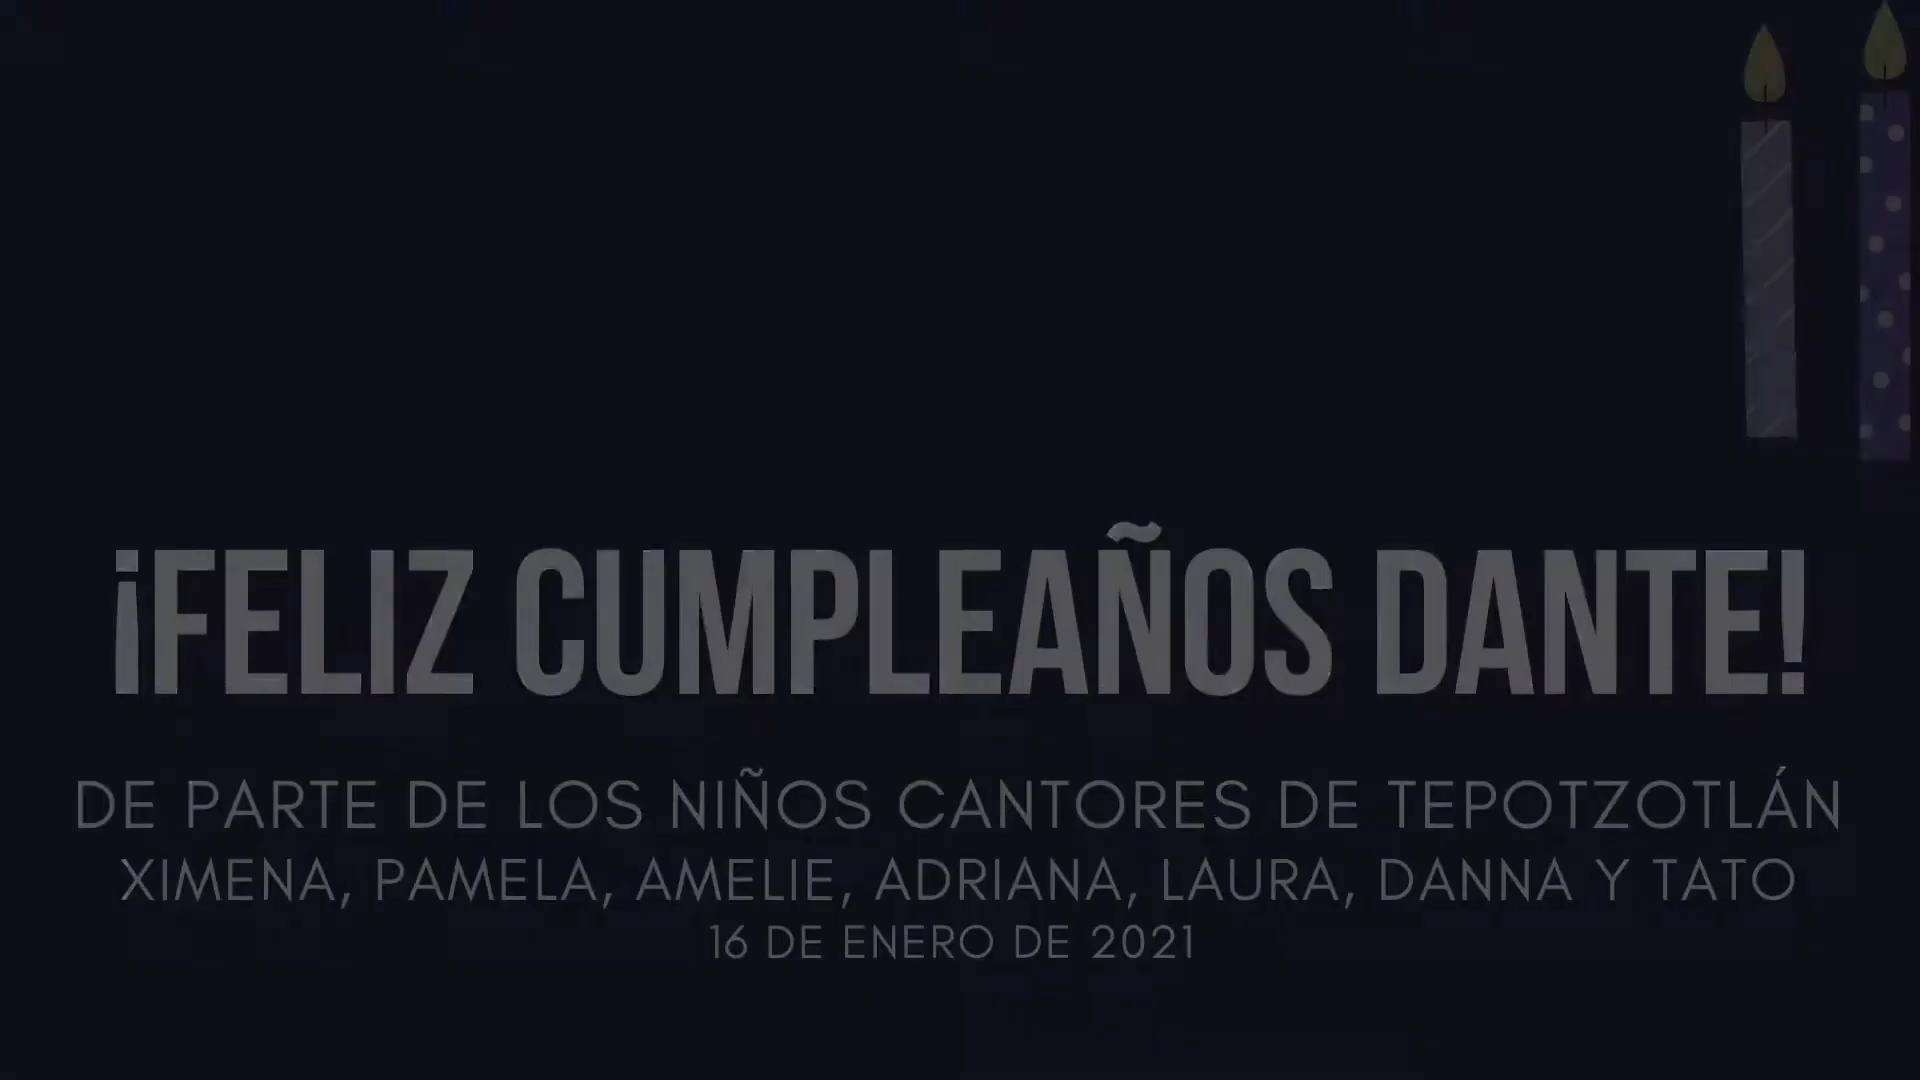 ¡FELIZ CUMPLEAÑOS DANTE!
DE PARTE DE LOS NIÑOS CANTORES DE TEPOTZOTLÁN
XIMENA, PAMELA, AMELIE, ADRIANA, LAURA, DANNA Y TATO
16 DE ENERO DE 2021